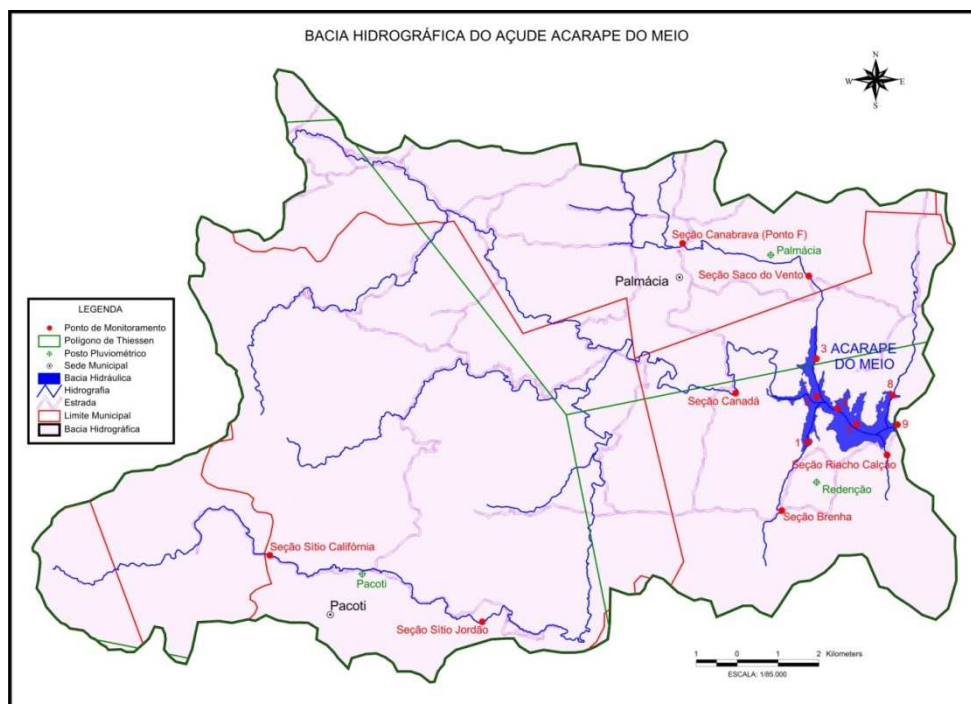 BACIA HIDROGRÁFICA DO AÇUDE ACARAPE DO MEIO
N
W
E
S
Seção Canabrava (Ponto F)
Palmácia
Palmácia
Seção Saco do Vento
LEGENDA
Ponto de Monitoramento
Polígono de Thiessen
Posto Pluviométrico
Sede Municipal
Bacia Hidráulica
Hidrografia
Estrada
Limite Municipal
Bacia Hidrográfica
3
ACARAPE
DO MEIO
Seção Canadá
8
9
1
Seção Riacho Calção
Redenção
Seção Brenha
Seção Sítio Califórnia
Pacoti
Pacoti
Seção Sítio Jordão
1 0 1 2 Kilometers
ESCALA: 1/85.000